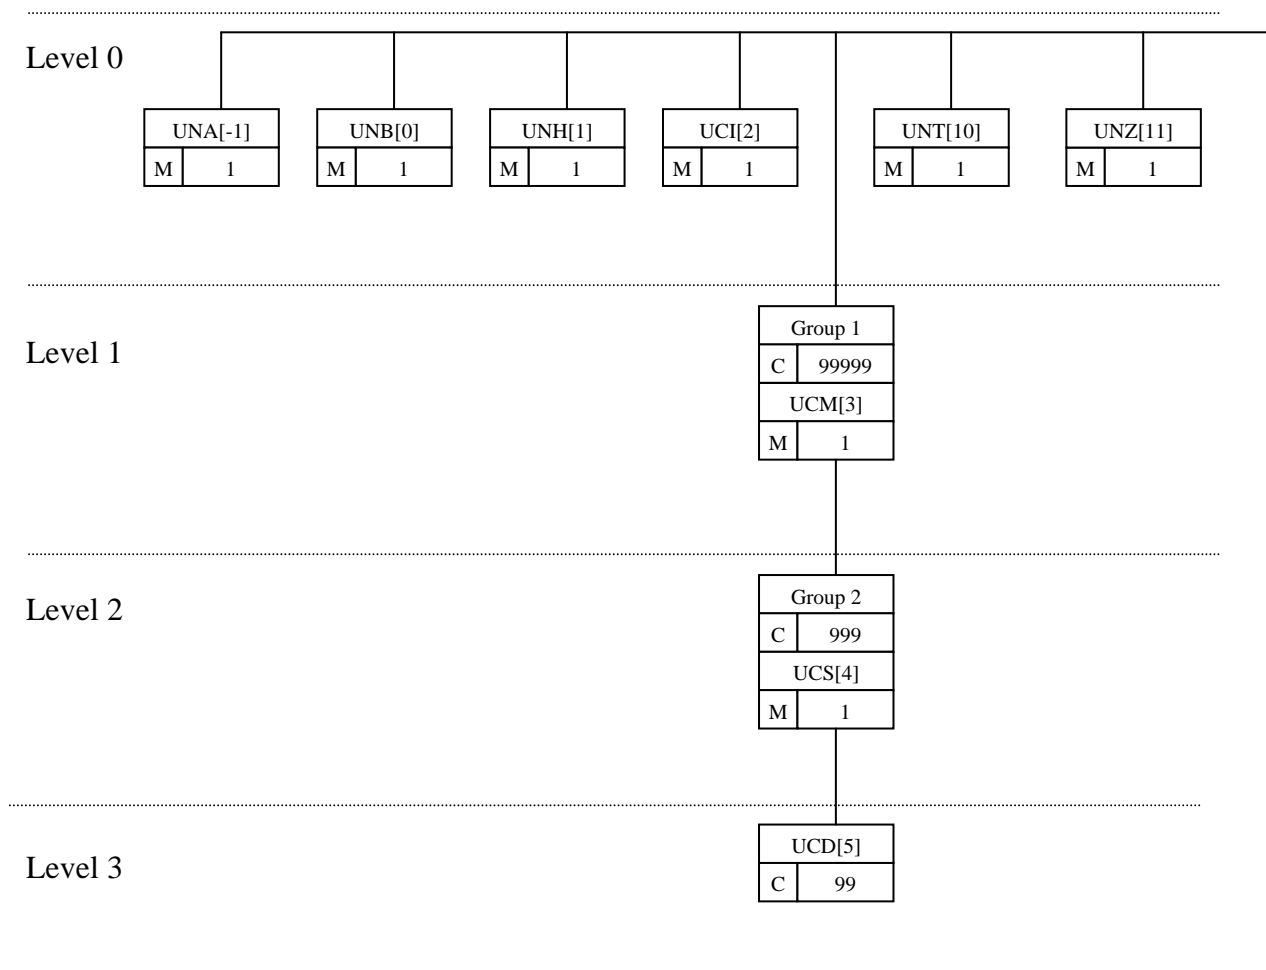 Level 0
UNA[-1] UNB[0] UNH[1] UCI[2] UNT[10] UNZ[11]
M 1 M 1 M 1 M 1 M 1 M 1
Level 1
Group 1
C 99999
UCM[3]
M 1
Level 2
Group 2
C 999
UCS[4]
M 1
Level 3
UCD[5]
C 99